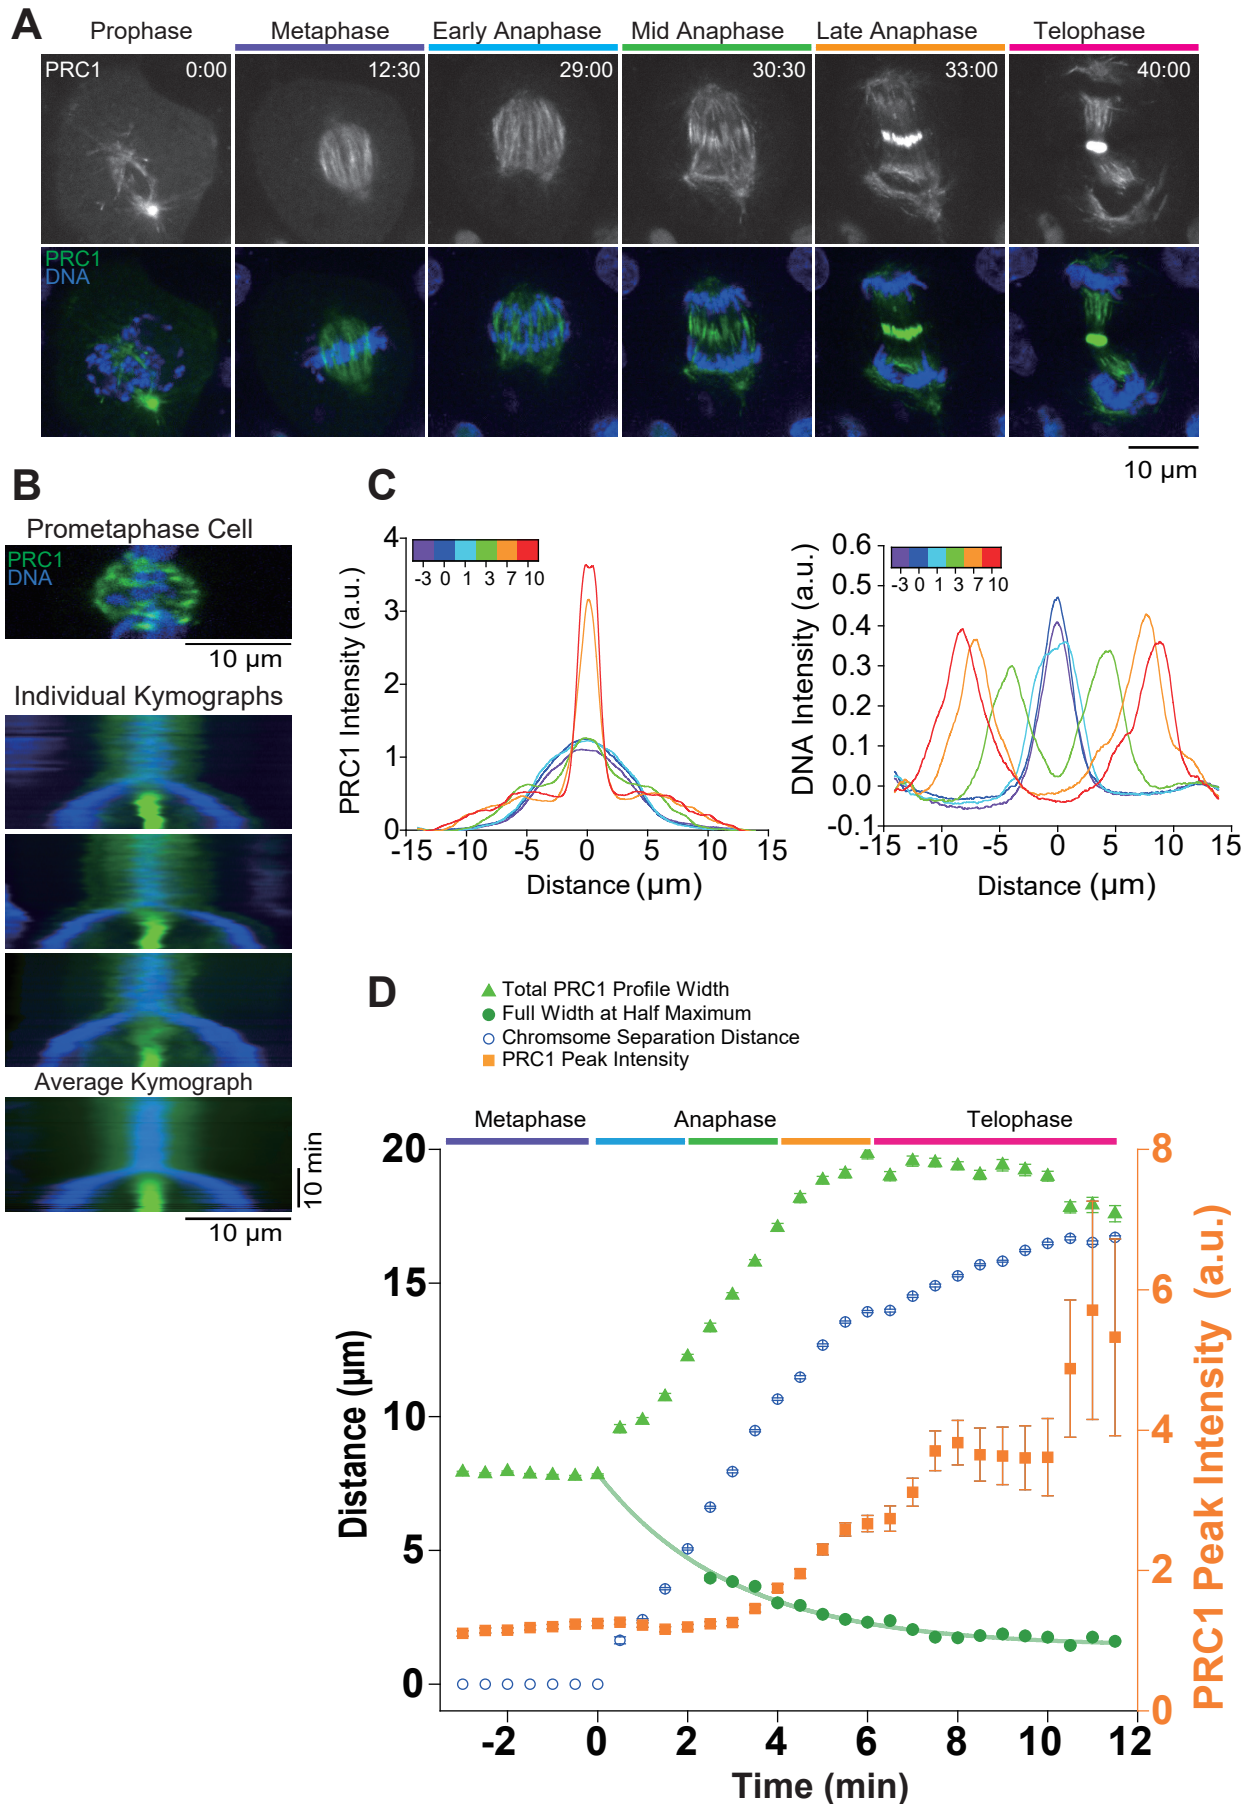 A
Prophase Metaphase Early Anaphase Mid Anaphase Late Anaphase Telophase
PRC1 0:00 12:30 29:00 30:30 33:00 40:00
PRC1
DNA
10 µm
B
Prometaphase Cell
PRC1
DNA
10 µm
Individual Kymographs
Average Kymograph
10 min
10 µm
C
PRC1 Intensity (a.u.)
4
3
2
1
0
-3 0 1 3 7 10
-15 -10 -5 0 5 10 15
Distance (µm)
DNA Intensity (a.u.)
0.6
0.5
0.4
0.3
0.2
0.1
0.0
-0.1
-3 0 1 3 7 10
-15 -10 -5 0 5 10 15
Distance (µm)
D
Total PRC1 Profile Width
Full Width at Half Maximum
Chromsome Separation Distance
PRC1 Peak Intensity
Metaphase Anaphase Telophase
Distance (µm)
20
15
10
5
0
8
6
4
2
0
PRC1 Peak Intensity (a.u.)
-2 0 2 4 6 8 10 12
Time (min)